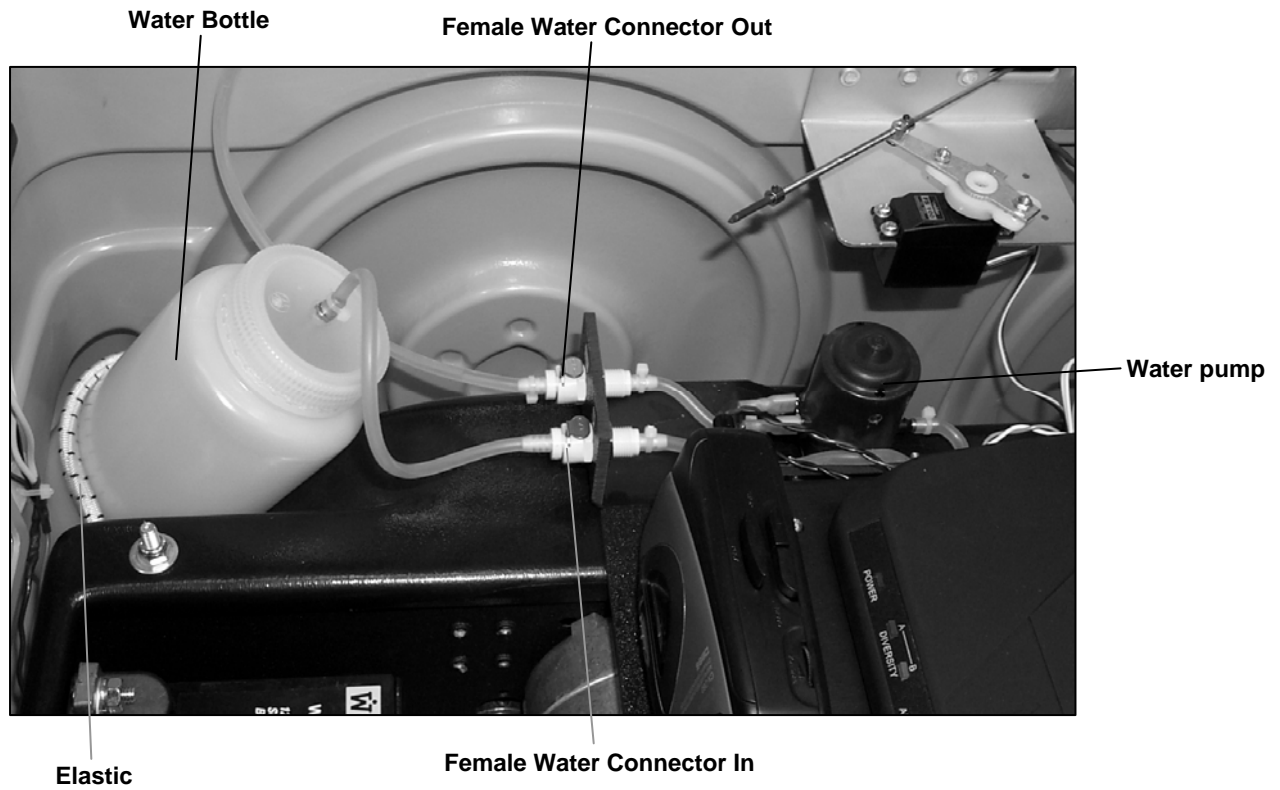 Water Bottle
Female Water Connector Out
Water pump
POWER
A
B
DIVERSITY
Female Water Connector In
Elastic